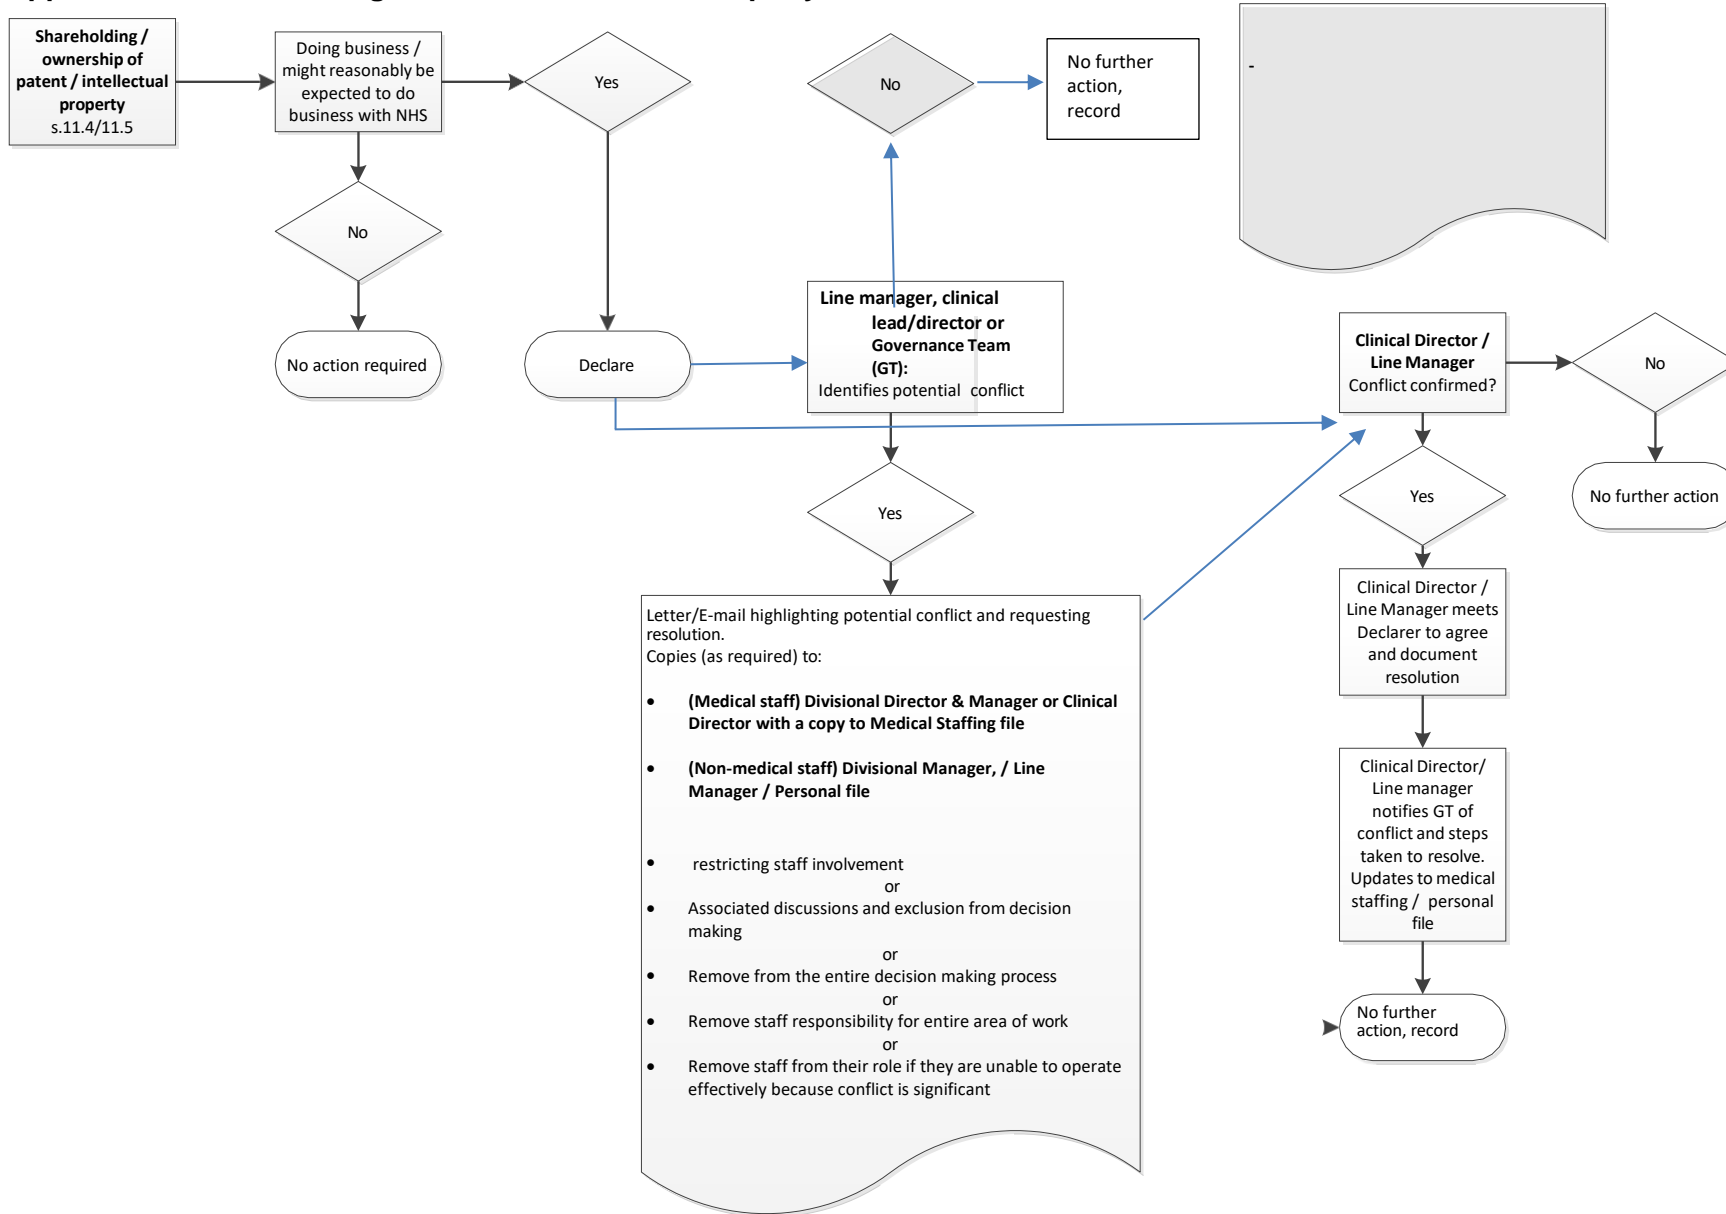 Shareholding /
ownership of
patent / intellectual
property
s.11.4/11.5
Doing business /
might reasonably be
expected to do
business with NHS
Yes
No
No further
action,
record
-
No
No action required
Declare
Line manager, clinical
lead/director or
Governance Team
(GT):
Identifies potential conflict
Clinical Director /
Line Manager
Conflict confirmed?
No
Yes
Yes
No further action
Clinical Director /
Line Manager meets
Declarer to agree
and document
resolution
Letter/E-mail highlighting potential conflict and requesting
resolution.
Copies (as required) to:
• (Medical staff) Divisional Director & Manager or Clinical
Director with a copy to Medical Staffing file
• (Non-medical staff) Divisional Manager, / Line
Manager / Personal file
• restricting staff involvement
or
• Associated discussions and exclusion from decision
making
or
• Remove from the entire decision making process
or
• Remove staff responsibility for entire area of work
or
• Remove staff from their role if they are unable to operate
effectively because conflict is significant
Clinical Director/
Line manager
notifies GT of
conflict and steps
taken to resolve.
Updates to medical
staffing / personal
file
No further
action, record